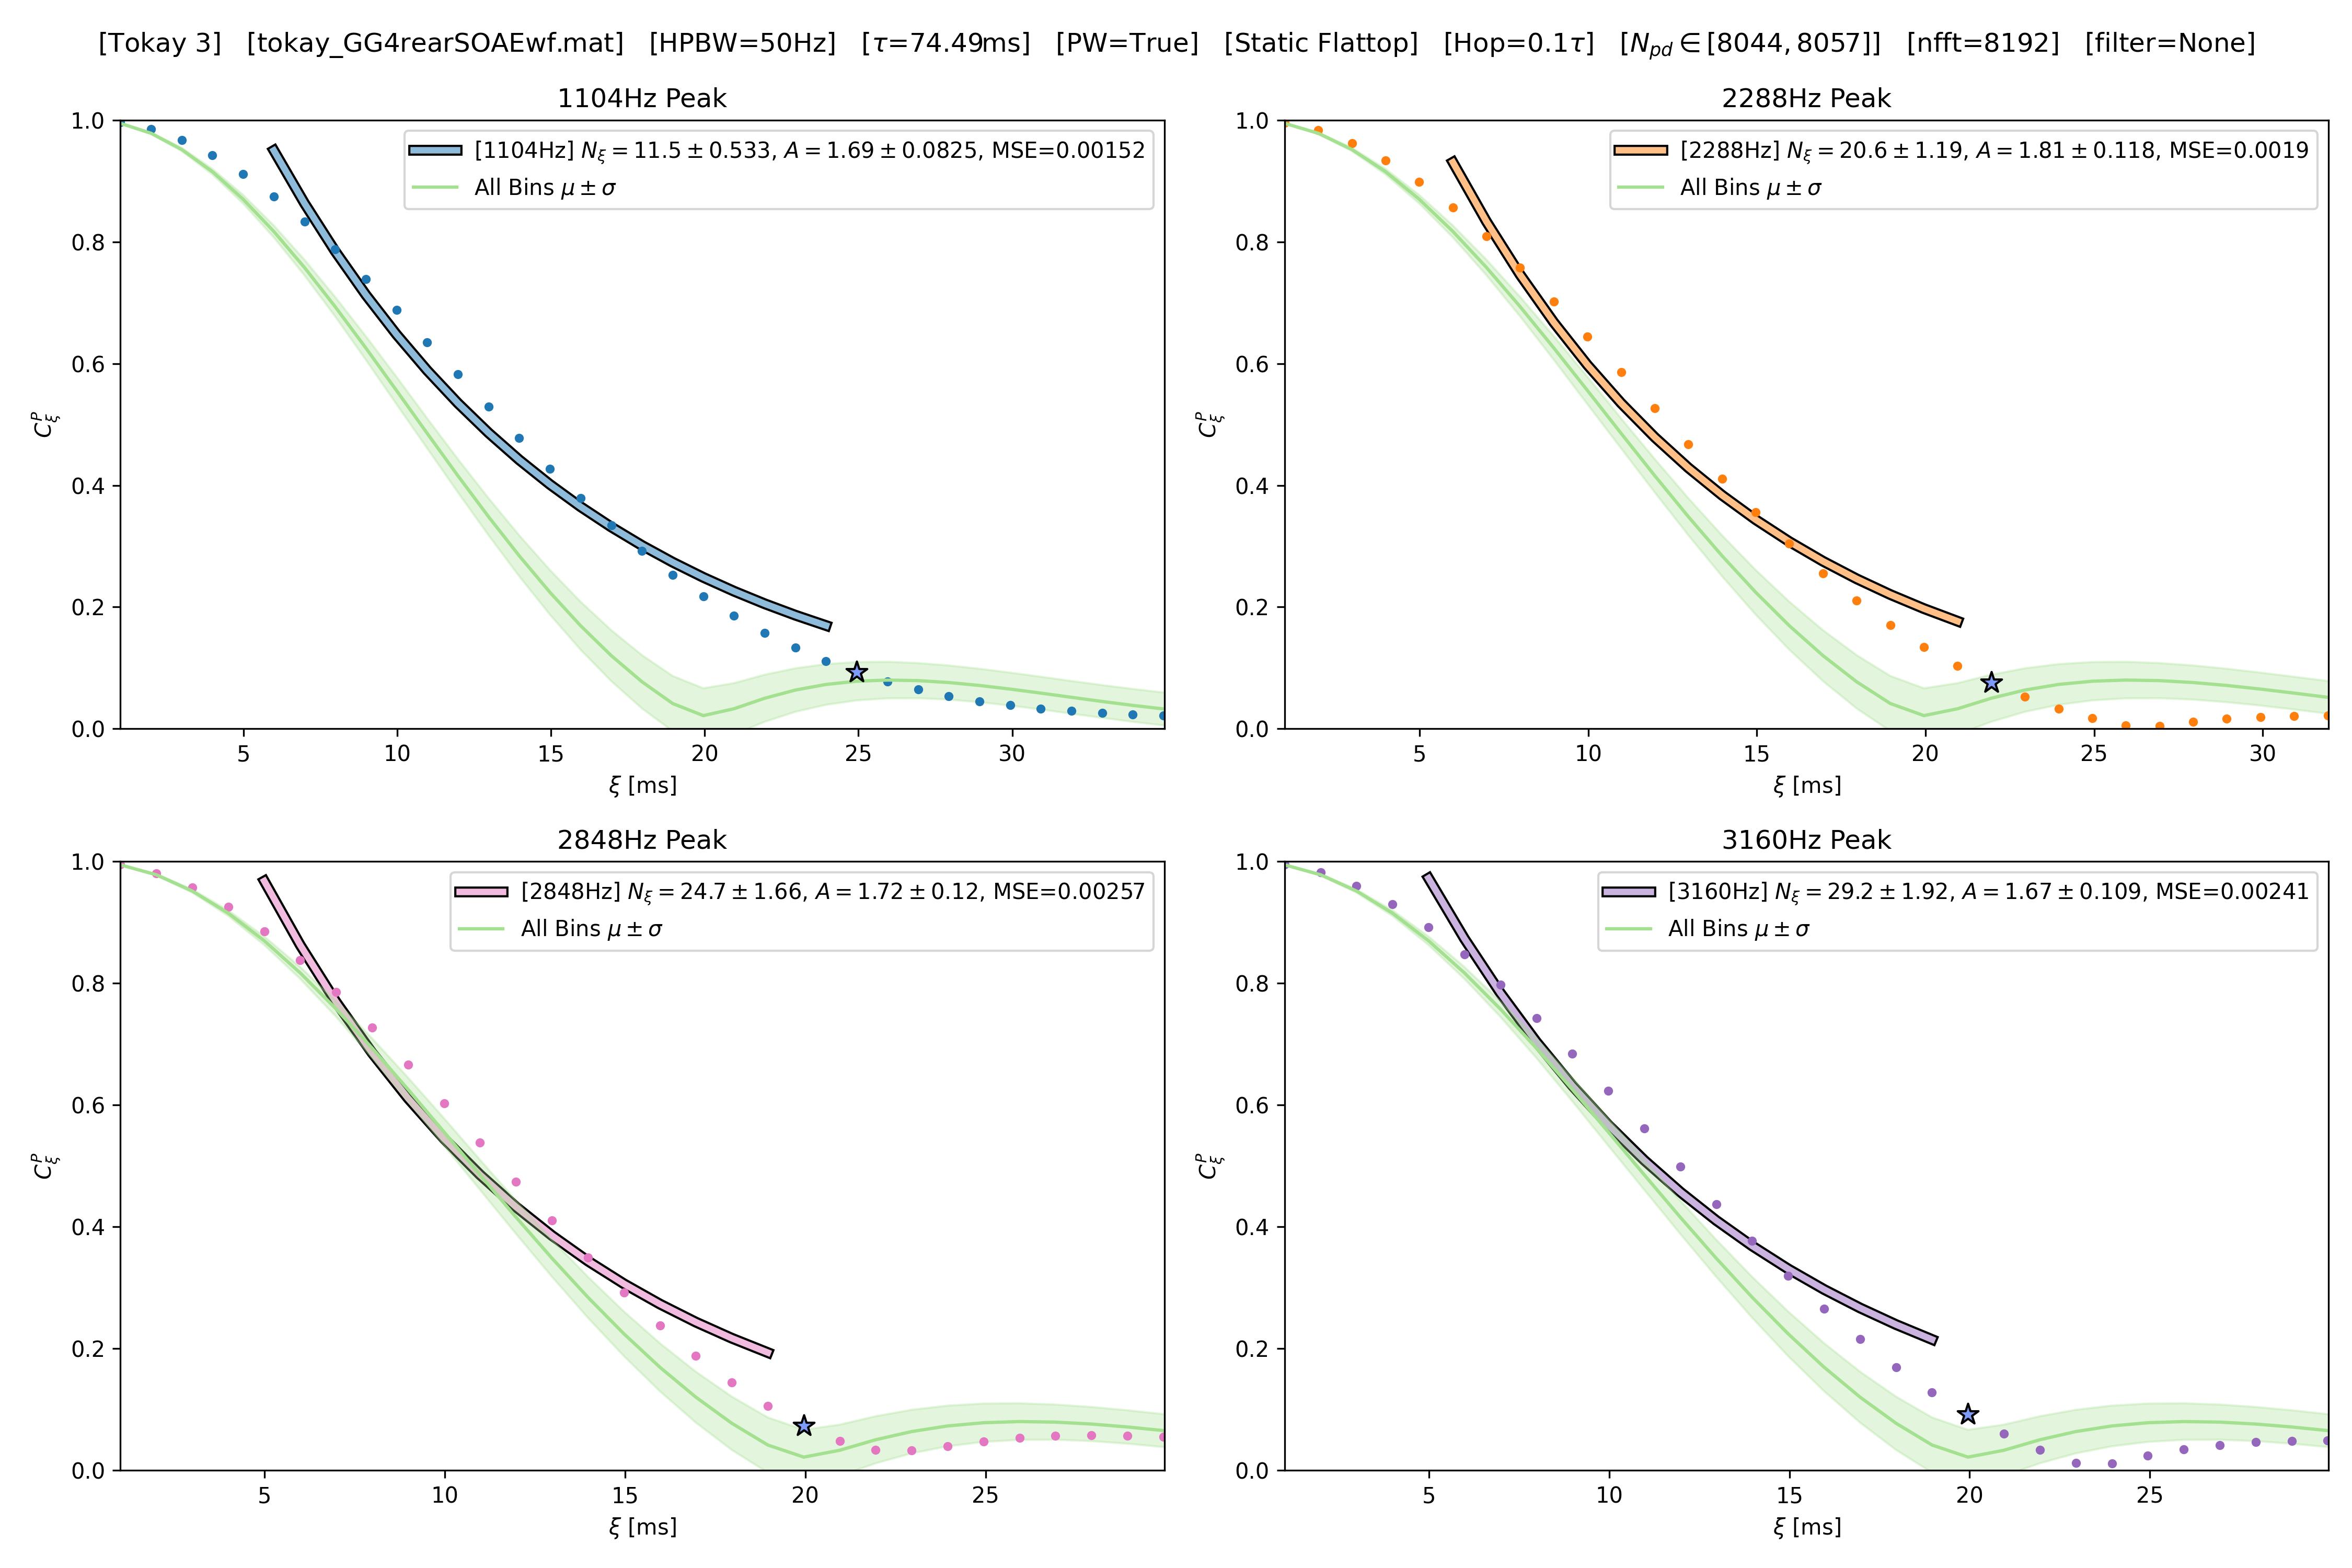 [Tokay 3] [tokay_GG4rearSOAEwf.mat] [HPBW=50Hz] [τ=74.49ms] [PW=True] [Static Flattop] [Hop=0.1τ] [N_pd ∈ [8044, 8057]] [nfft=8192] [filter=None]
1104Hz Peak
[1104Hz] N_ξ = 11.5 ± 0.533, A = 1.69 ± 0.0825, MSE=0.00152
All Bins μ ± σ
1.0
0.8
0.6
0.4
0.2
0.0
C_ξ^P
5 10 15 20 25 30
ξ [ms]
2288Hz Peak
[2288Hz] N_ξ = 20.6 ± 1.19, A = 1.81 ± 0.118, MSE=0.0019
All Bins μ ± σ
1.0
0.8
0.6
0.4
0.2
0.0
C_ξ^P
5 10 15 20 25 30
ξ [ms]
2848Hz Peak
[2848Hz] N_ξ = 24.7 ± 1.66, A = 1.72 ± 0.12, MSE=0.00257
All Bins μ ± σ
1.0
0.8
0.6
0.4
0.2
0.0
C_ξ^P
5 10 15 20 25
ξ [ms]
3160Hz Peak
[3160Hz] N_ξ = 29.2 ± 1.92, A = 1.67 ± 0.109, MSE=0.00241
All Bins μ ± σ
1.0
0.8
0.6
0.4
0.2
0.0
C_ξ^P
5 10 15 20 25
ξ [ms]